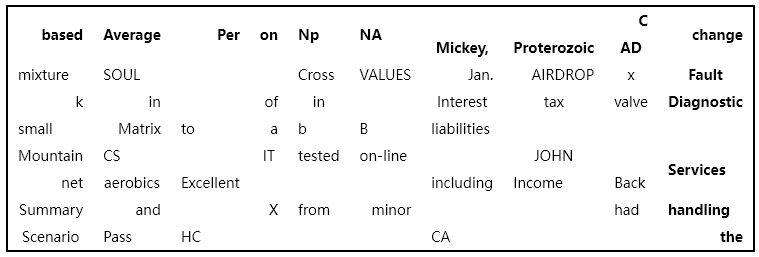 based Average Per on Np NA Mickey, Proterozoic C AD change
mixture SOUL Cross VALUES Jan. AIRDROP x Fault
k in of in Interest tax valve Diagnostic
small Matrix to a b B liabilities
Mountain CS IT tested on-line JOHN Services
net aerobics Excellent including Income Back
Summary and X from minor had handling
Scenario Pass HC CA the